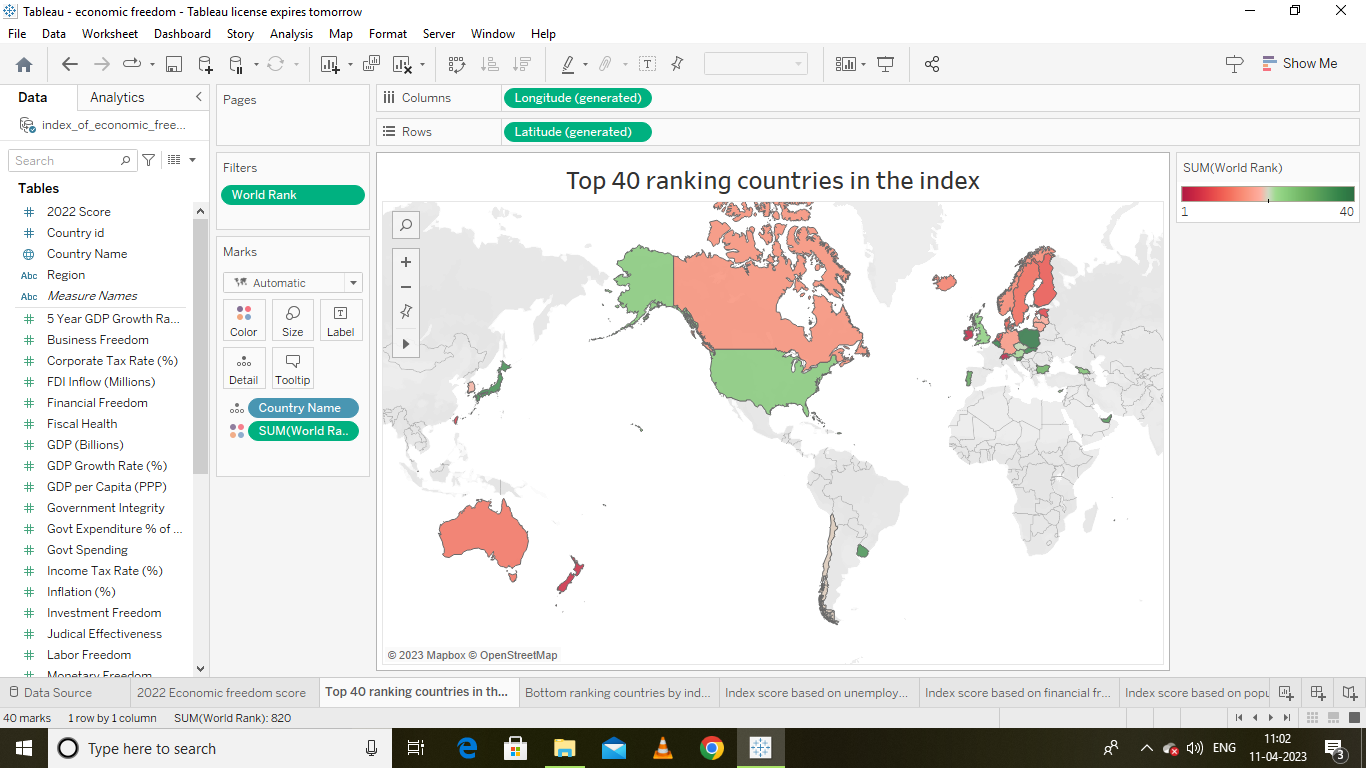 Tableau - economic freedom - Tableau license expires tomorrow
File Data Worksheet Dashboard Story Analysis Map Format Server Window Help
Show Me
Data Analytics
index_of_economic_free...
Search
Tables
# 2022 Score
# Country id
Country Name
Abc Region
Abc Measure Names
# 5 Year GDP Growth Ra...
# Business Freedom
# Corporate Tax Rate (%)
# FDI Inflow (Millions)
# Financial Freedom
# Fiscal Health
# GDP (Billions)
# GDP Growth Rate (%)
# GDP per Capita (PPP)
# Government Integrity
# Govt Expenditure % of ...
# Govt Spending
# Income Tax Rate (%)
# Inflation (%)
# Investment Freedom
# Judical Effectiveness
# Labor Freedom
# Monetary Freedom
Pages
Filters
World Rank
Marks
Automatic
Color Size Label
Detail Tooltip
Country Name
SUM(World Ra..
Columns Longitude (generated)
Rows Latitude (generated)
Top 40 ranking countries in the index
© 2023 Mapbox © OpenStreetMap
SUM(World Rank)
1 40
Data Source 2022 Economic freedom score Top 40 ranking countries in th... Bottom ranking countries by ind... Index score based on unemploy... Index score based on financial fr... Index score based on popu
40 marks 1 row by 1 column SUM(World Rank): 820
Type here to search
ENG
11:02
11-04-2023
3